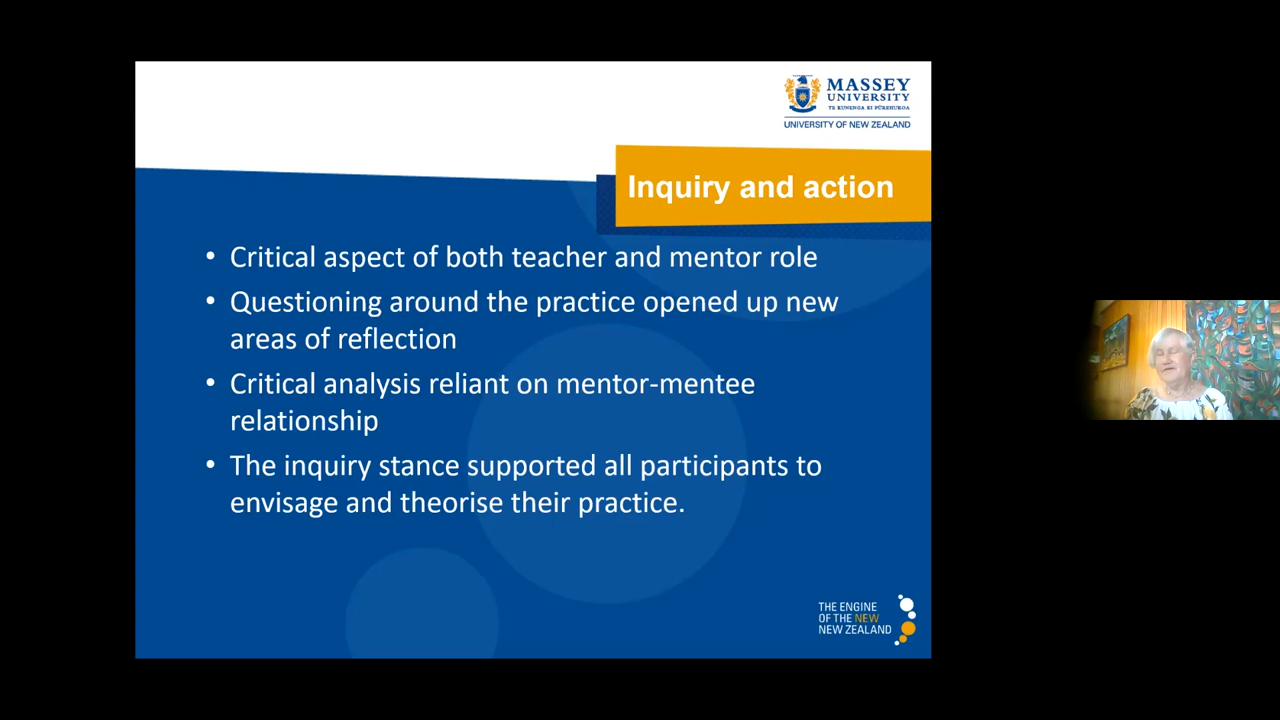 MASSEY
UNIVERSITY
TE KUNENGA KI PŪREHUROA
UNIVERSITY OF NEW ZEALAND
Inquiry and action
• Critical aspect of both teacher and mentor role
• Questioning around the practice opened up new
areas of reflection
• Critical analysis reliant on mentor-mentee
relationship
• The inquiry stance supported all participants to
envisage and theorise their practice.
THE ENGINE
OF THE NEW
NEW ZEALAND